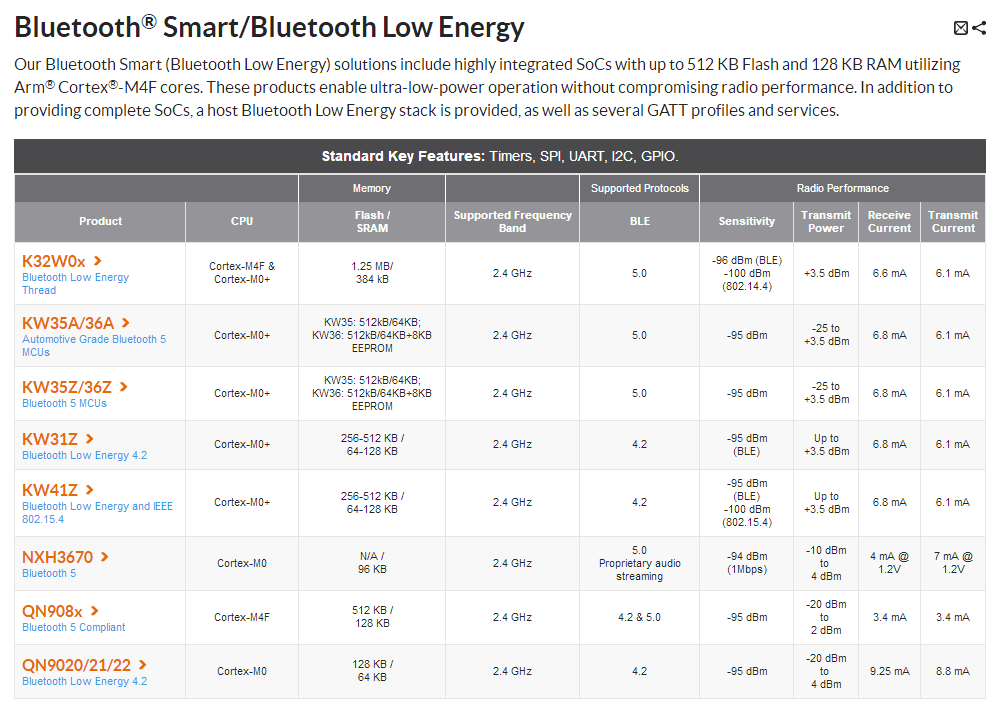 Bluetooth® Smart/Bluetooth Low Energy
Our Bluetooth Smart (Bluetooth Low Energy) solutions include highly integrated SoCs with up to 512 KB Flash and 128 KB RAM utilizing
Arm® Cortex®-M4F cores. These products enable ultra-low-power operation without compromising radio performance. In addition to
providing complete SoCs, a host Bluetooth Low Energy stack is provided, as well as several GATT profiles and services.
Standard Key Features: Timers, SPI, UART, I2C, GPIO.
Memory Supported Protocols Radio Performance
Product CPU Flash / SRAM Supported Frequency Band BLE Sensitivity Transmit Power Receive Current Transmit Current
K32W0x
Bluetooth Low Energy
Thread
Cortex-M4F &
Cortex-M0+
1.25 MB/
384 kB
2.4 GHz
5.0
-96 dBm (BLE)
-100 dBm
(802.14.4)
+3.5 dBm
6.6 mA
6.1 mA
KW35A/36A
Automotive Grade Bluetooth 5
MCUs
Cortex-M0+
KW35: 512kB/64KB;
KW36: 512kB/64KB+8KB
EEPROM
2.4 GHz
5.0
-95 dBm
-25 to
+3.5 dBm
6.8 mA
6.1 mA
KW35Z/36Z
Bluetooth 5 MCUs
Cortex-M0+
KW35: 512kB/64KB;
KW36: 512kB/64KB+8KB
EEPROM
2.4 GHz
5.0
-95 dBm
-25 to
+3.5 dBm
6.8 mA
6.1 mA
KW31Z
Bluetooth Low Energy 4.2
Cortex-M0+
256-512 KB /
64-128 KB
2.4 GHz
4.2
-95 dBm
(BLE)
Up to
+3.5 dBm
6.8 mA
6.1 mA
KW41Z
Bluetooth Low Energy and IEEE
802.15.4
Cortex-M0+
256-512 KB /
64-128 KB
2.4 GHz
4.2
-95 dBm
(BLE)
-100 dBm
(802.15.4)
Up to
+3.5 dBm
6.8 mA
6.1 mA
NXH3670
Bluetooth 5
Cortex-M0
N/A /
96 KB
2.4 GHz
5.0
Proprietary audio
streaming
-94 dBm
(1Mbps)
-10 dBm
to
4 dBm
4 mA @
1.2V
7 mA @
1.2V
QN908x
Bluetooth 5 Compliant
Cortex-M4F
512 KB /
128 KB
2.4 GHz
4.2 & 5.0
-95 dBm
-20 dBm
to
2 dBm
3.4 mA
3.4 mA
QN9020/21/22
Bluetooth Low Energy 4.2
Cortex-M0
128 KB /
64 KB
2.4 GHz
4.2
-95 dBm
-20 dBm
to
4 dBm
9.25 mA
8.8 mA